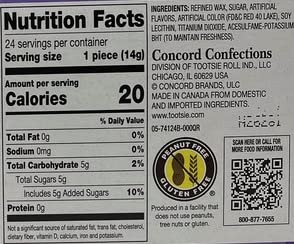 Nutrition Facts
24 servings per container
Serving size 1 piece (14g)
Amount per serving
Calories 20
% Daily Value
Total Fat 0g 0%
Sodium 0mg 0%
Total Carbohydrate 5g 2%
Total Sugars 5g
Includes 5g Added Sugars 10%
Protein 0g
Not a significant source of saturated fat, trans fat, cholesterol,
dietary fiber, vitamin D, calcium, iron and potassium.
INGREDIENTS: REFINED WAX, SUGAR, ARTIFICIAL
FLAVORS, ARTIFICIAL COLOR (FD&C RED 40 LAKE), SOY
LECITHIN, TITANIUM DIOXIDE, ACESULFAME-POTASSIUM
BHT (TO MAINTAIN FRESHNESS).
Concord Confections
DIVISION OF TOOTSIE ROLL IND., LLC
CHICAGO, IL 60629 USA
© CONCORD BRANDS, ULC
MADE IN CANADA FROM DOMESTIC
AND IMPORTED INGREDIENTS.
www.tootsie.com
05-74124B-000QR
PEANUT FREE
GLUTEN FREE
Produced in a facility that
does not use peanuts,
tree nuts or gluten.
SCAN HERE OR CALL FOR
MORE FOOD INFORMATION
800-877-7655